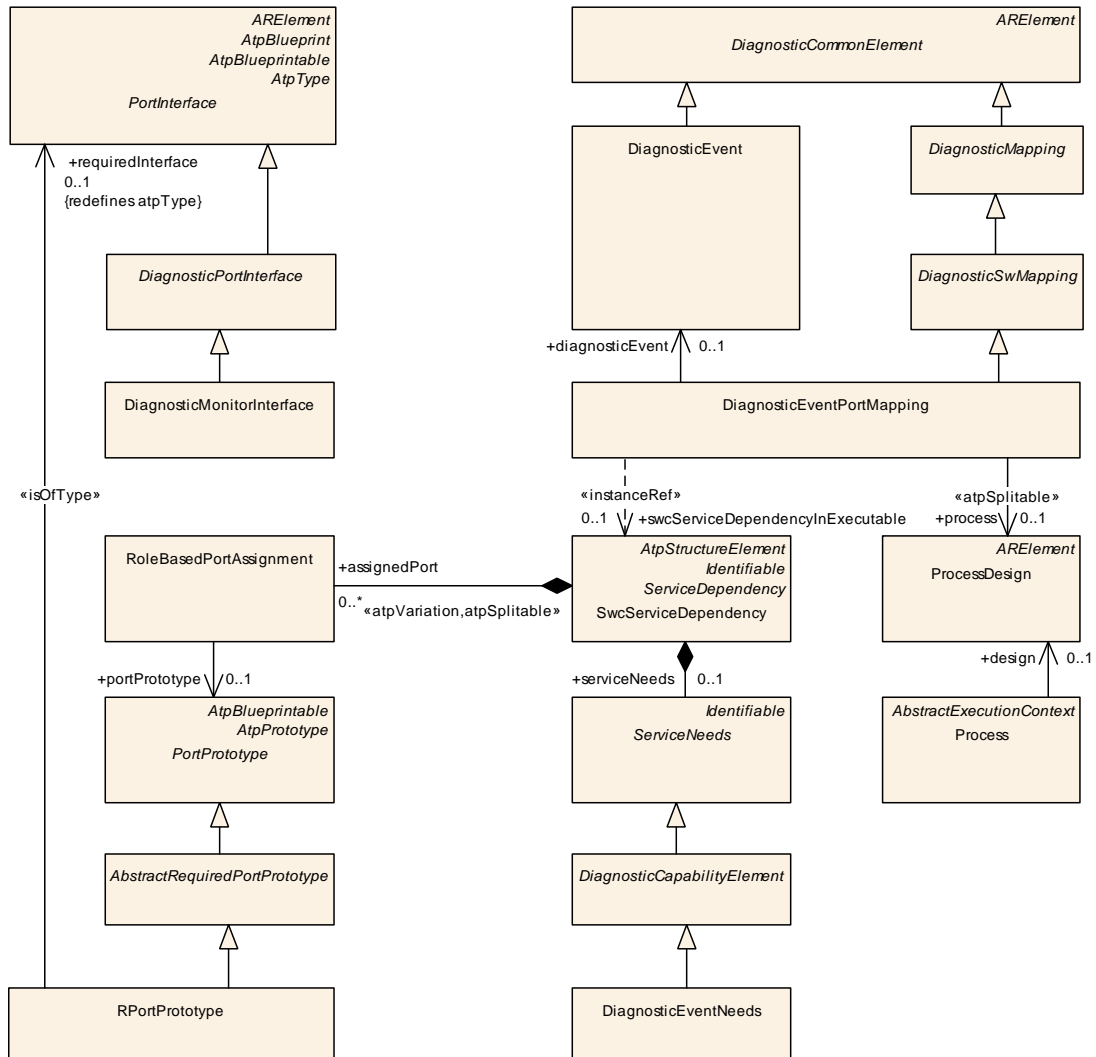 ARElement
AtpBlueprint
AtpBlueprintable
AtpType
PortInterface
ARElement
DiagnosticCommonElement
DiagnosticEvent
DiagnosticMapping
+requiredInterface
0..1
{redefines atpType}
DiagnosticPortInterface
DiagnosticSwMapping
+diagnosticEvent
0..1
DiagnosticMonitorInterface
DiagnosticEventPortMapping
«isOfType»
«instanceRef»
0..1
+swcServiceDependencyInExecutable
«atpSplitable»
+process
0..1
RoleBasedPortAssignment
+assignedPort
0..*
«atpVariation,atpSplitable»
AtpStructureElement
Identifiable
ServiceDependency
SwcServiceDependency
ARElement
ProcessDesign
+portPrototype
0..1
+serviceNeeds
0..1
+design
0..1
AtpBlueprintable
AtpPrototype
PortPrototype
Identifiable
ServiceNeeds
AbstractExecutionContext
Process
AbstractRequiredPortPrototype
DiagnosticCapabilityElement
RPortPrototype
DiagnosticEventNeeds